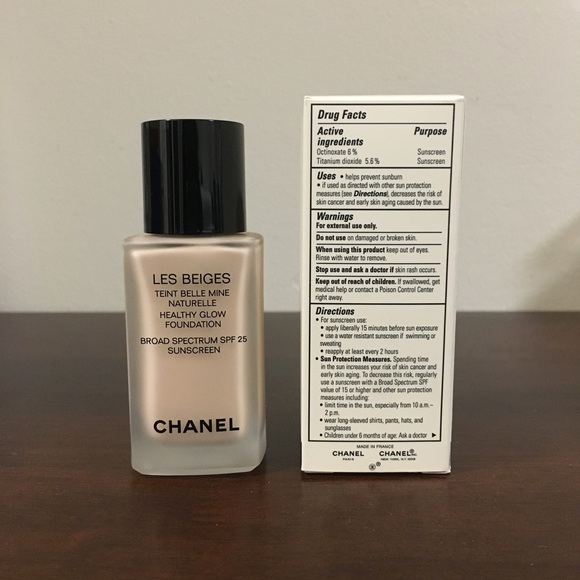 LES BEIGES
TEINT BELLE MINE
NATURELLE
HEALTHY GLOW
FOUNDATION
BROAD SPECTRUM SPF 25
SUNSCREEN
CHANEL
Drug Facts
Active ingredients Purpose
Octinoxate 6% Sunscreen
Titanium dioxide 5.6% Sunscreen
Uses • helps prevent sunburn
• if used as directed with other sun protection
measures (see Directions), decreases the risk of
skin cancer and early skin aging caused by the sun.
Warnings
For external use only.
Do not use on damaged or broken skin.
When using this product keep out of eyes.
Rinse with water to remove.
Stop use and ask a doctor if skin rash occurs.
Keep out of reach of children. If swallowed, get
medical help or contact a Poison Control Center
right away.
Directions
• For sunscreen use:
• apply liberally 15 minutes before sun exposure
• use a water resistant sunscreen if swimming or
sweating
• reapply at least every 2 hours
• Sun Protection Measures. Spending time
in the sun increases your risk of skin cancer and
early skin aging. To decrease this risk, regularly
use a sunscreen with a Broad Spectrum SPF
value of 15 or higher and other sun protection
measures including:
• limit time in the sun, especially from 10 a.m.–
2 p.m.
• wear long-sleeved shirts, pants, hats, and
sunglasses
• Children under 6 months of age: Ask a doctor ▶
MADE IN FRANCE
CHANEL CHANEL
PARIS NEW YORK, N.Y.